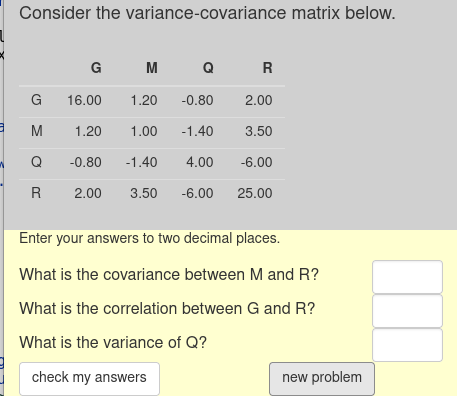 Consider the variance-covariance matrix below.
G M Q R
G 16.00 1.20 -0.80 2.00
M 1.20 1.00 -1.40 3.50
Q -0.80 -1.40 4.00 -6.00
R 2.00 3.50 -6.00 25.00
Enter your answers to two decimal places.
What is the covariance between M and R?
What is the correlation between G and R?
What is the variance of Q?
check my answers new problem